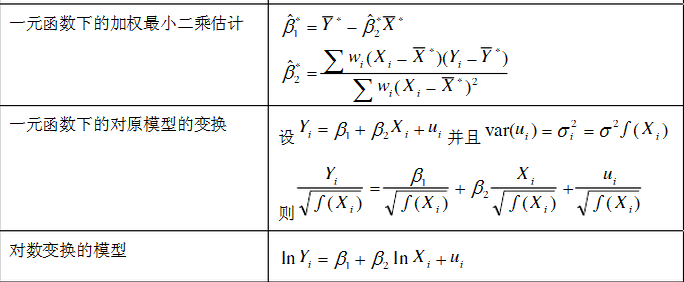 一元函数下的加权最小二乘估计
β̂₁* = Ȳ* − β̂₂* X̄*
β̂₂* = ∑ wᵢ(Xᵢ − X̄*)(Yᵢ − Ȳ*) / ∑ wᵢ(Xᵢ − X̄*)²
一元函数下的对原模型的变换
设 Yᵢ = β₁ + β₂Xᵢ + uᵢ 并且 var(uᵢ) = σᵢ² = σ² f(Xᵢ)
则 Yᵢ/√f(Xᵢ) = β₁/√f(Xᵢ) + β₂ Xᵢ/√f(Xᵢ) + uᵢ/√f(Xᵢ)
对数变换的模型
ln Yᵢ = β₁ + β₂ ln Xᵢ + uᵢ